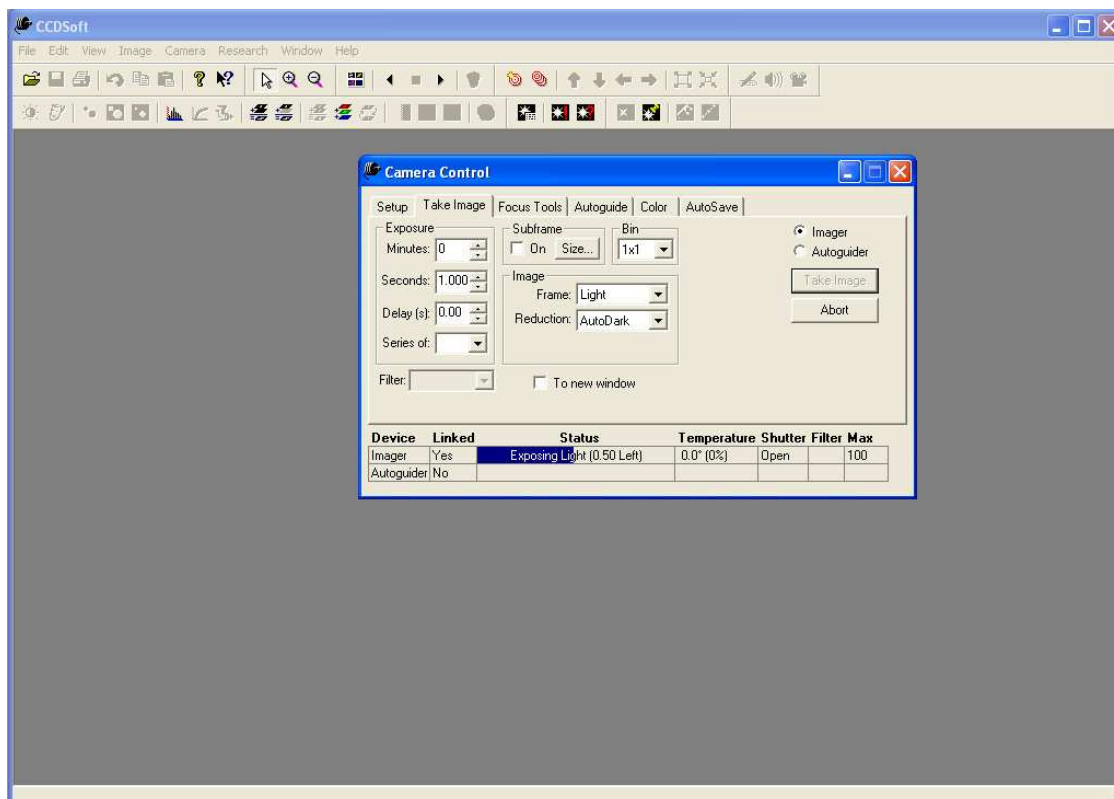 CCDSoft
File Edit View Image Camera Research Window Help
Camera Control
Setup Take Image Focus Tools Autoguide Color AutoSave
Exposure Subframe Bin
Minutes: 0 On Size... 1x1 Imager
Autoguider
Seconds: 1.000 Image Take Image
Frame: Light
Delay (s): 0.00 Reduction: AutoDark Abort
Series of:
Filter: To new window
Device Linked Status Temperature Shutter Filter Max
Imager Yes Exposing Light (0.50 Left) 0.0° (0%) Open 100
Autoguider No